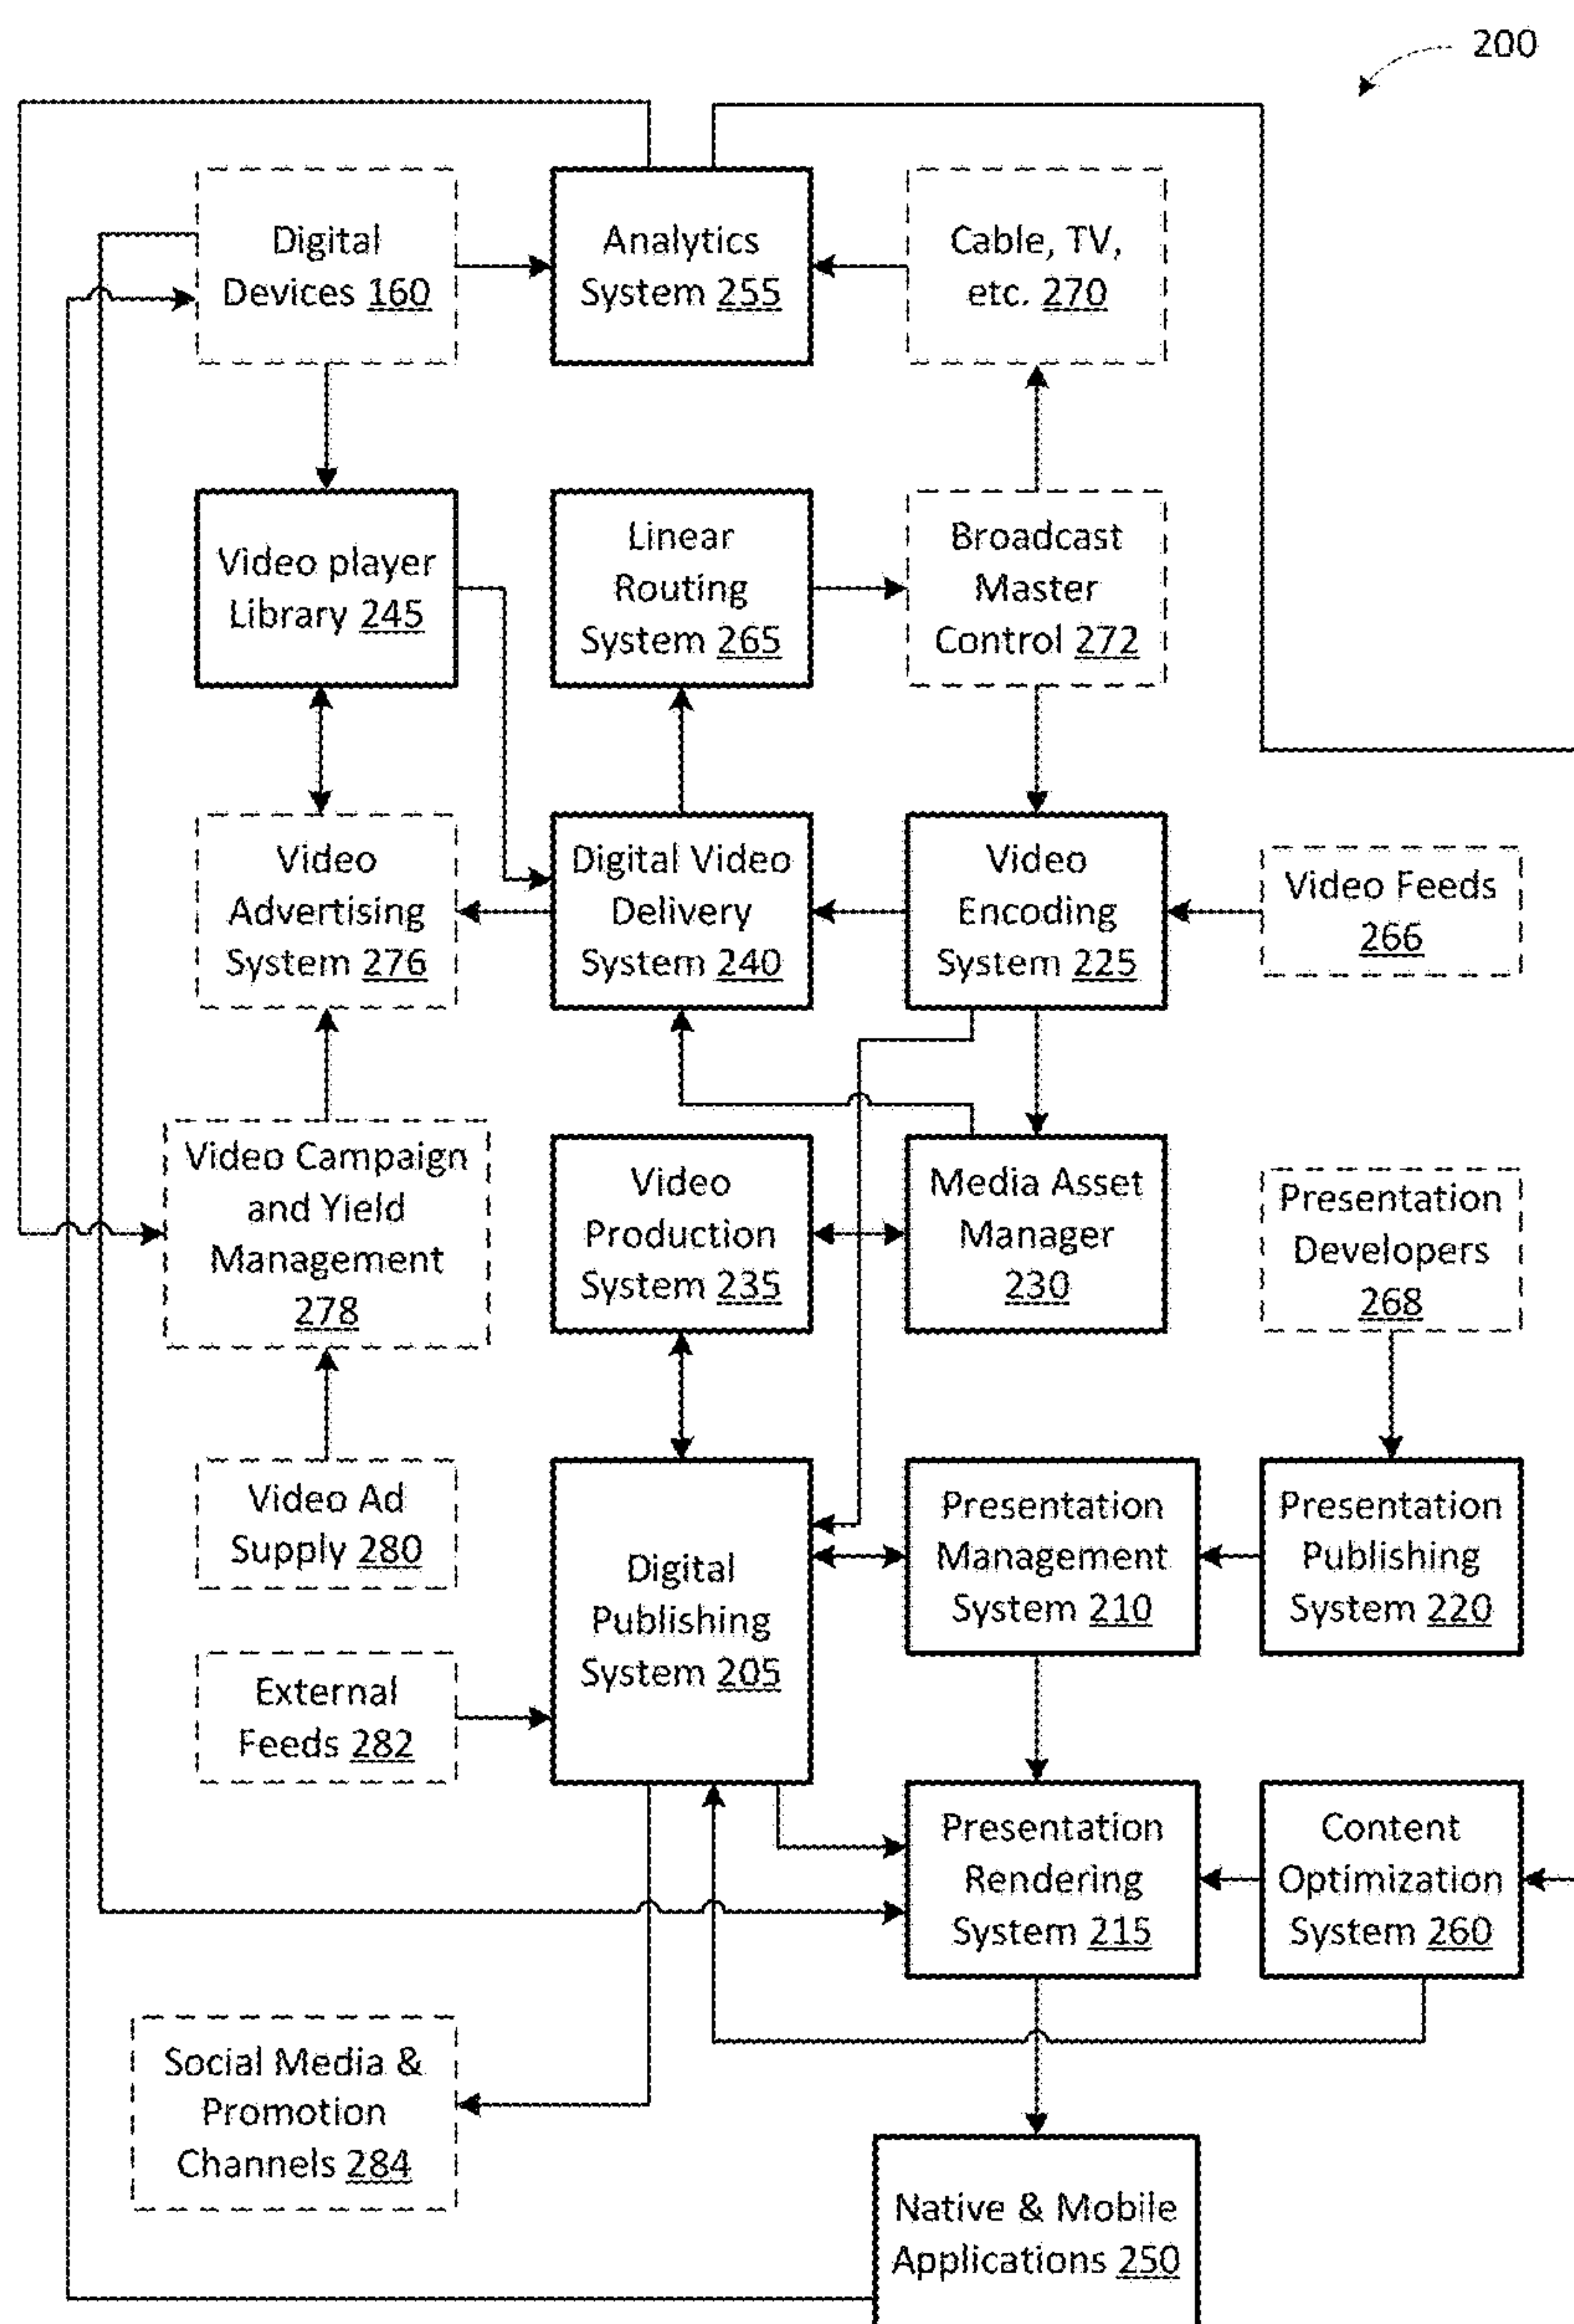 200
Digital
Devices 160
Analytics
System 255
Cable, TV,
etc. 270
Video player
Library 245
Linear
Routing
System 265
Broadcast
Master
Control 272
Video
Advertising
System 276
Digital Video
Delivery
System 240
Video
Encoding
System 225
Video Feeds
266
Video Campaign
and Yield
Management
278
Video
Production
System 235
Media Asset
Manager
230
Presentation
Developers
268
Video Ad
Supply 280
Digital
Publishing
System 205
Presentation
Management
System 210
Presentation
Publishing
System 220
External
Feeds 282
Presentation
Rendering
System 215
Content
Optimization
System 260
Social Media &
Promotion
Channels 284
Native & Mobile
Applications 250